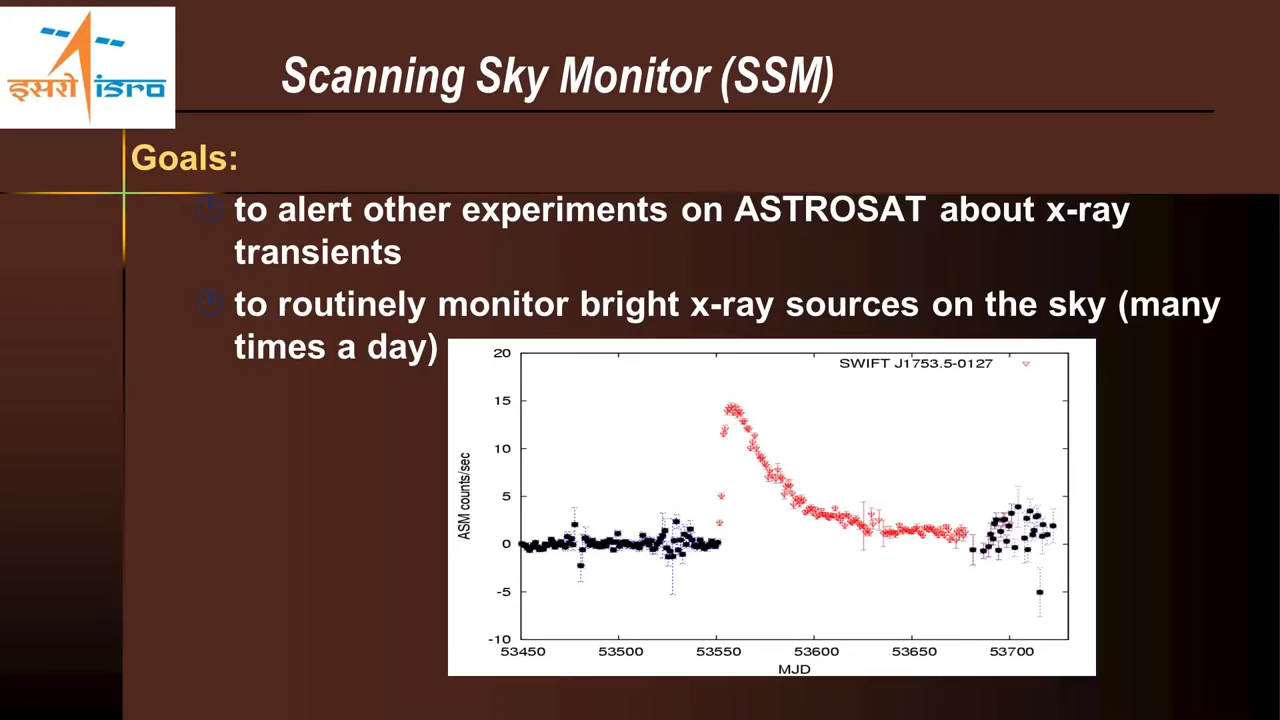 इसरो isro
Scanning Sky Monitor (SSM)
Goals:
to alert other experiments on ASTROSAT about x-ray
transients
to routinely monitor bright x-ray sources on the sky (many
times a day)
SWIFT J1753.5-0127
ASM counts/sec
20
15
10
5
0
-5
-10
53450 53500 53550 53600 53650 53700
MJD